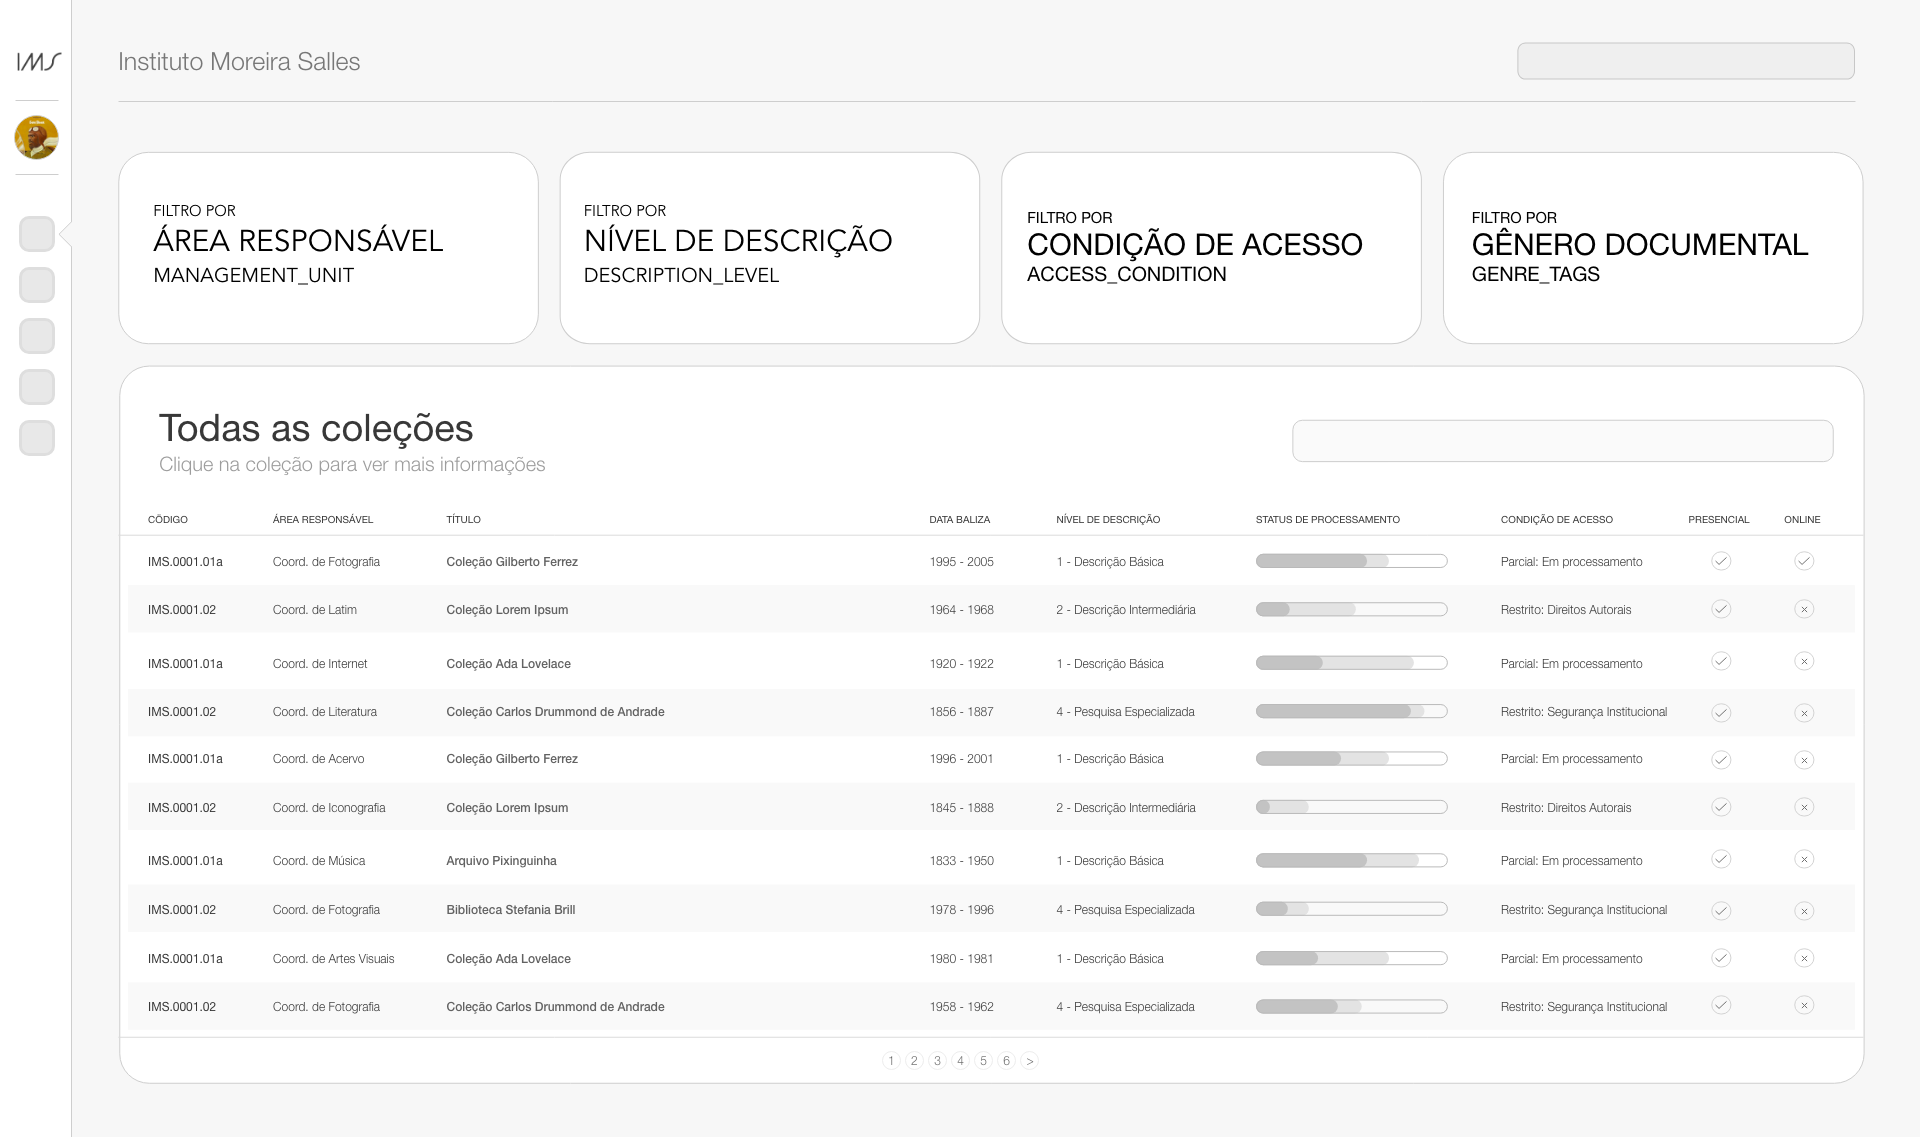 IMS
Instituto Moreira Salles
FILTRO POR
ÁREA RESPONSÁVEL
MANAGEMENT_UNIT
FILTRO POR
NÍVEL DE DESCRIÇÃO
DESCRIPTION_LEVEL
FILTRO POR
CONDIÇÃO DE ACESSO
ACCESS_CONDITION
FILTRO POR
GÊNERO DOCUMENTAL
GENRE_TAGS
Todas as coleções
Clique na coleção para ver mais informações
CÓDIGO ÁREA RESPONSÁVEL TÍTULO DATA BALIZA NÍVEL DE DESCRIÇÃO STATUS DE PROCESSAMENTO CONDIÇÃO DE ACESSO PRESENCIAL ONLINE
IMS.0001.01a Coord. de Fotografia Coleção Gilberto Ferrez 1995 - 2005 1 - Descrição Básica Parcial: Em processamento
IMS.0001.02 Coord. de Latim Coleção Lorem Ipsum 1964 - 1968 2 - Descrição Intermediária Restrito: Direitos Autorais
IMS.0001.01a Coord. de Internet Coleção Ada Lovelace 1920 - 1922 1 - Descrição Básica Parcial: Em processamento
IMS.0001.02 Coord. de Literatura Coleção Carlos Drummond de Andrade 1856 - 1887 4 - Pesquisa Especializada Restrito: Segurança Institucional
IMS.0001.01a Coord. de Acervo Coleção Gilberto Ferrez 1996 - 2001 1 - Descrição Básica Parcial: Em processamento
IMS.0001.02 Coord. de Iconografia Coleção Lorem Ipsum 1845 - 1888 2 - Descrição Intermediária Restrito: Direitos Autorais
IMS.0001.01a Coord. de Música Arquivo Pixinguinha 1833 - 1950 1 - Descrição Básica Parcial: Em processamento
IMS.0001.02 Coord. de Fotografia Biblioteca Stefania Brill 1978 - 1996 4 - Pesquisa Especializada Restrito: Segurança Institucional
IMS.0001.01a Coord. de Artes Visuais Coleção Ada Lovelace 1980 - 1981 1 - Descrição Básica Parcial: Em processamento
IMS.0001.02 Coord. de Fotografia Coleção Carlos Drummond de Andrade 1958 - 1962 4 - Pesquisa Especializada Restrito: Segurança Institucional
1 2 3 4 5 6 >